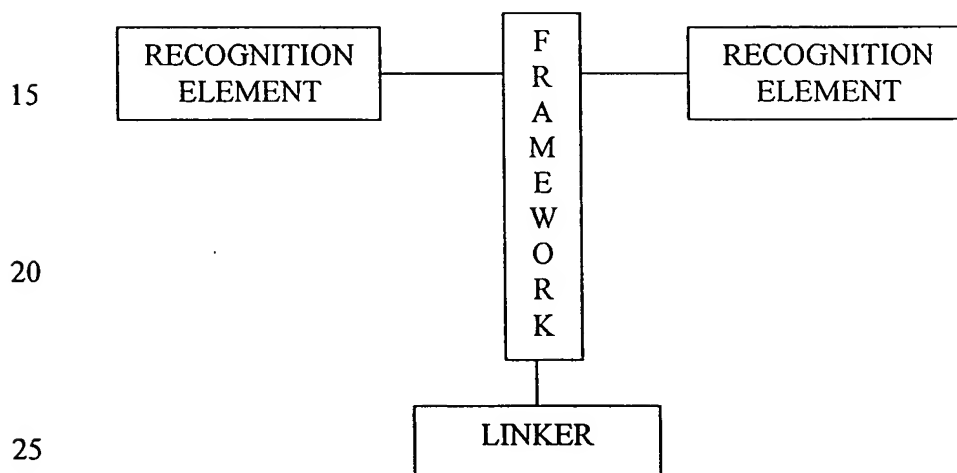 RECOGNITION
ELEMENT
F
R
A
M
E
W
O
R
K
RECOGNITION
ELEMENT
15
20
LINKER
25